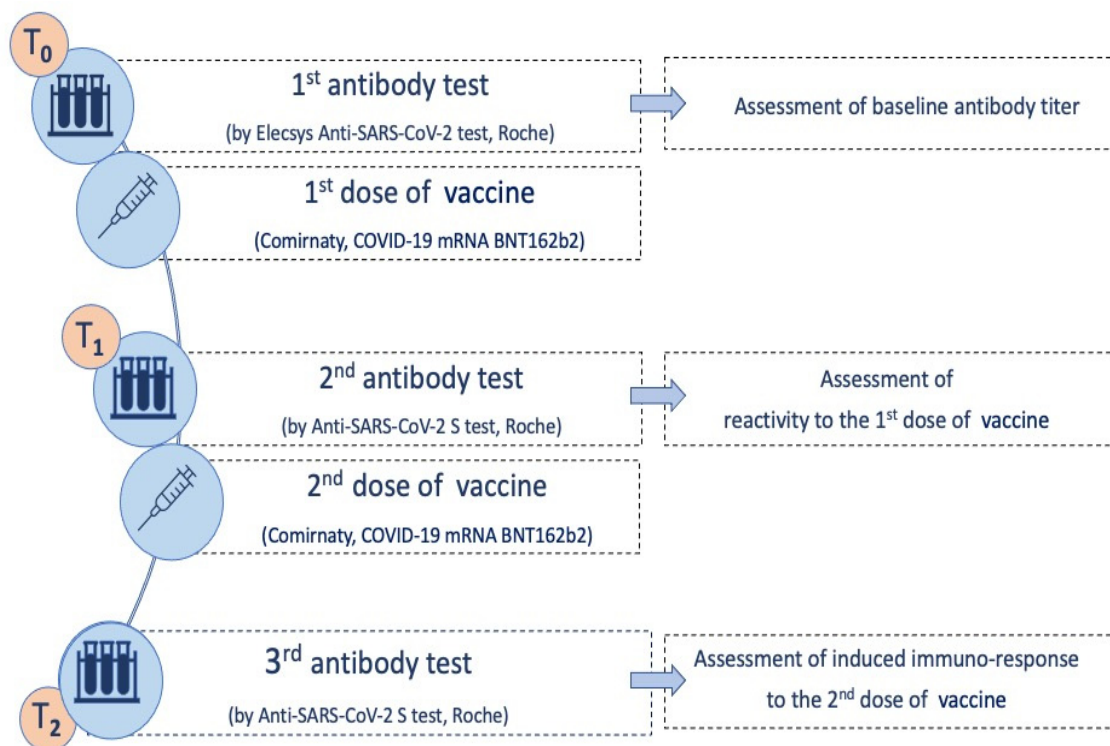 T0
1st antibody test
(by Elecsys Anti-SARS-CoV-2 test, Roche)
Assessment of baseline antibody titer
1st dose of vaccine
(Comirnaty, COVID-19 mRNA BNT162b2)
T1
2nd antibody test
(by Anti-SARS-CoV-2 S test, Roche)
Assessment of
reactivity to the 1st dose of vaccine
2nd dose of vaccine
(Comirnaty, COVID-19 mRNA BNT162b2)
T2
3rd antibody test
(by Anti-SARS-CoV-2 S test, Roche)
Assessment of induced immuno-response
to the 2nd dose of vaccine